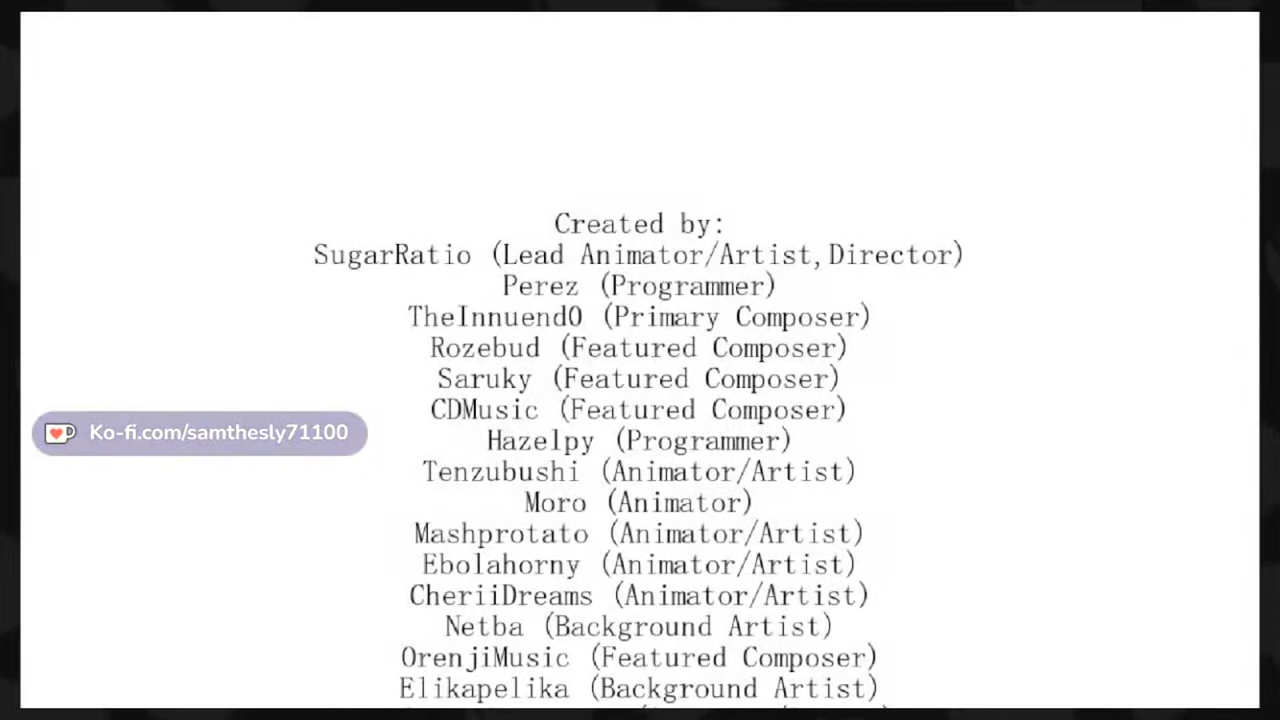 Created by:
SugarRatio (Lead Animator/Artist,Director)
Perez (Programmer)
TheInnuend0 (Primary Composer)
Rozebud (Featured Composer)
Saruky (Featured Composer)
CDMusic (Featured Composer)
Ko-fi.com/samthesly71100
Hazelpy (Programmer)
Tenzubushi (Animator/Artist)
Moro (Animator)
Mashprotato (Animator/Artist)
Ebolahorny (Animator/Artist)
CheriiDreams (Animator/Artist)
Netba (Background Artist)
OrenjiMusic (Featured Composer)
Elikapelika (Background Artist)